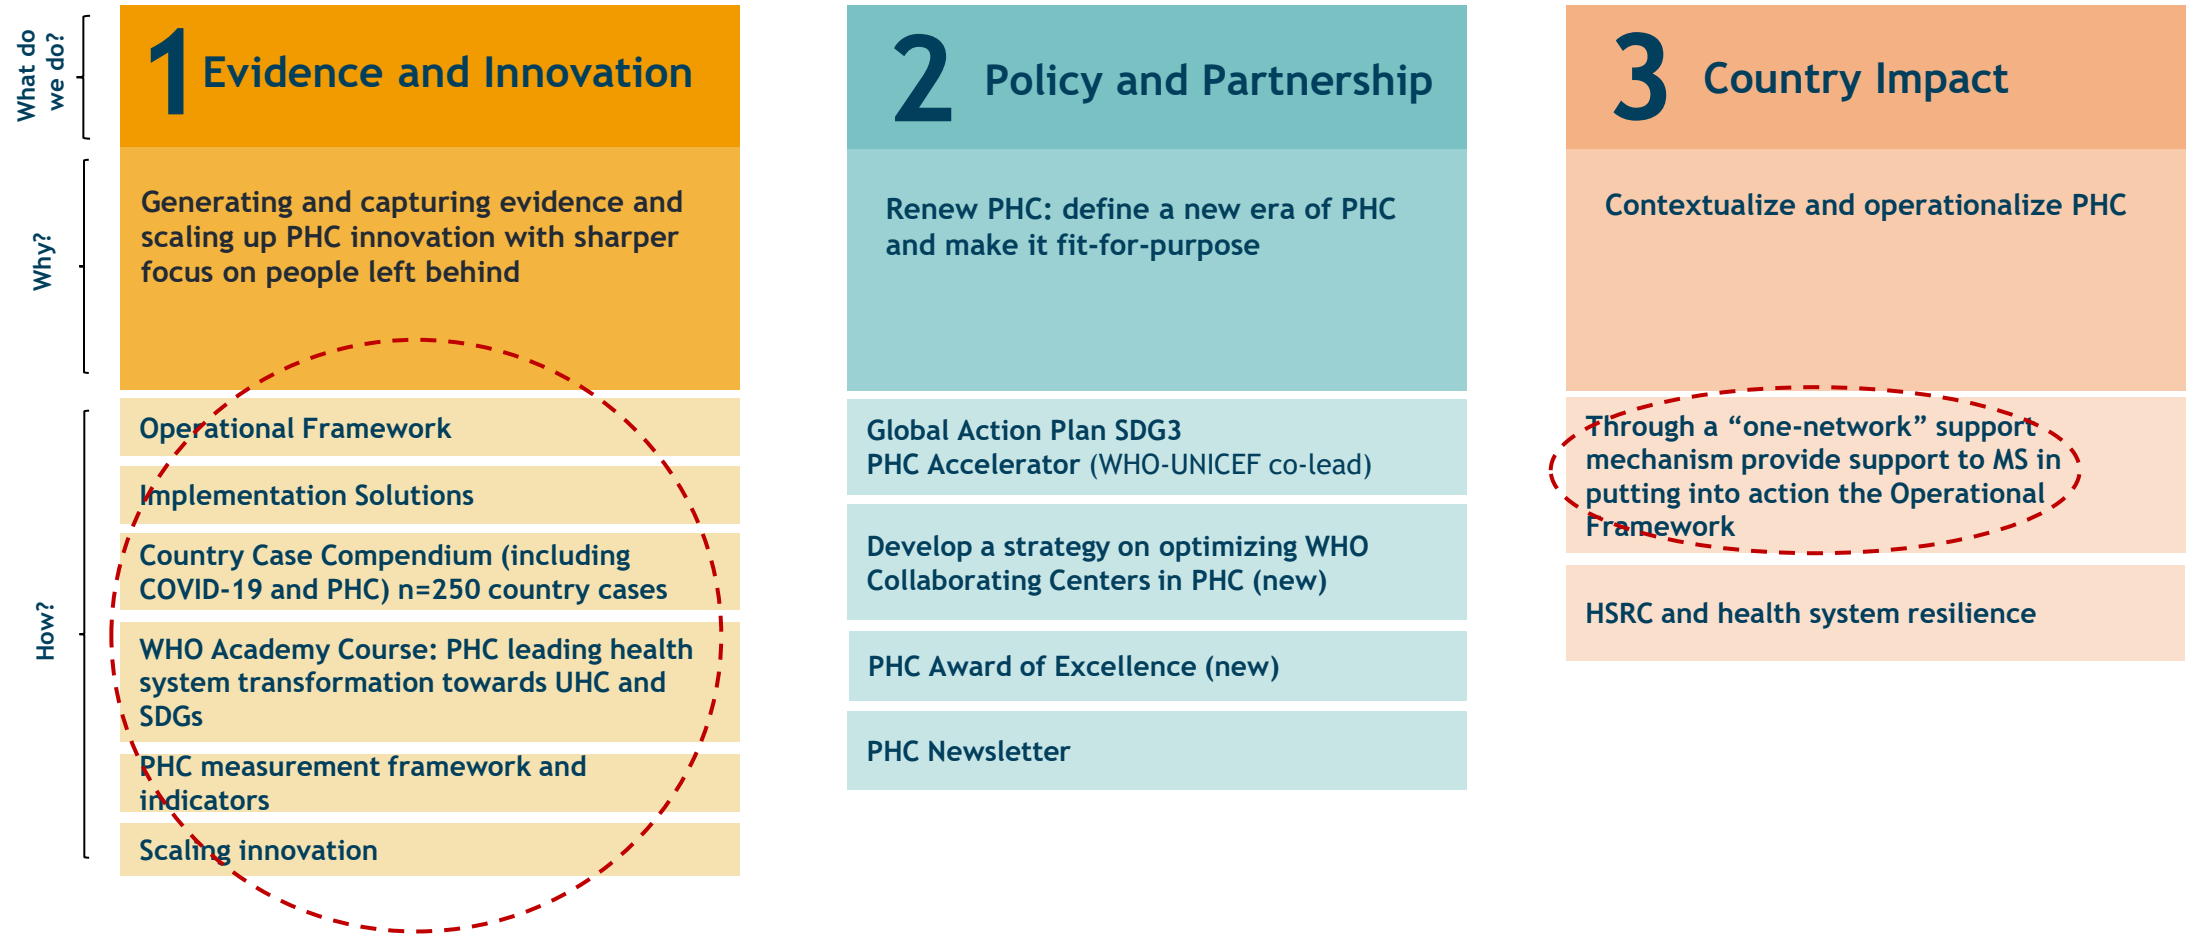 What do
we do?
1 Evidence and Innovation
2 Policy and Partnership
3 Country Impact
Why?
Generating and capturing evidence and
scaling up PHC innovation with sharper
focus on people left behind
Renew PHC: define a new era of PHC
and make it fit-for-purpose
Contextualize and operationalize PHC
How?
Operational Framework
Implementation Solutions
Country Case Compendium (including
COVID-19 and PHC) n=250 country cases
WHO Academy Course: PHC leading health
system transformation towards UHC and
SDGs
PHC measurement framework and
indicators
Scaling innovation
Global Action Plan SDG3
PHC Accelerator (WHO-UNICEF co-lead)
Develop a strategy on optimizing WHO
Collaborating Centers in PHC (new)
PHC Award of Excellence (new)
PHC Newsletter
Through a “one-network” support
mechanism provide support to MS in
putting into action the Operational
Framework
HSRC and health system resilience